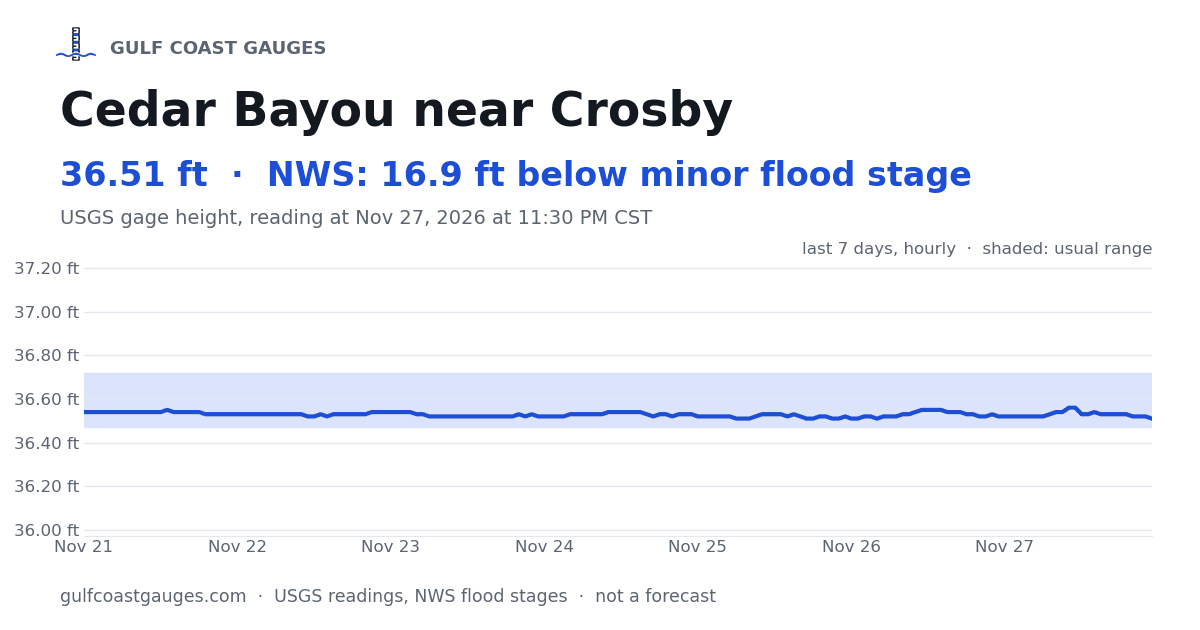 GULF COAST GAUGES
Cedar Bayou near Crosby
36.51 ft · NWS: 16.9 ft below minor flood stage
USGS gage height, reading at Nov 27, 2026 at 11:30 PM CST
last 7 days, hourly · shaded: usual range
37.20 ft
37.00 ft
36.80 ft
36.60 ft
36.40 ft
36.20 ft
36.00 ft
Nov 21 Nov 22 Nov 23 Nov 24 Nov 25 Nov 26 Nov 27
gulfcoastgauges.com · USGS readings, NWS flood stages · not a forecast